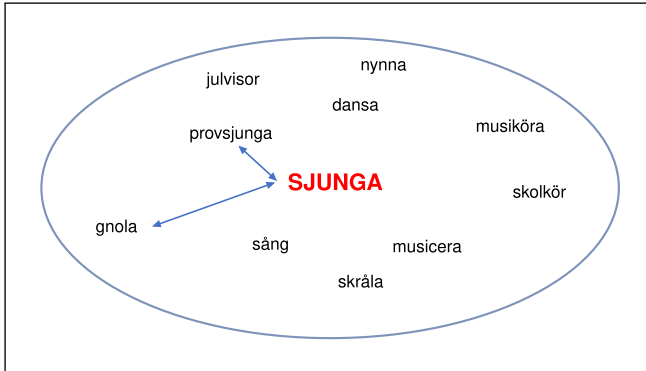 nynna
julvisor
dansa
musiköra
provsjunga
SJUNGA
skolkör
gnola
sång
musicera
skråla